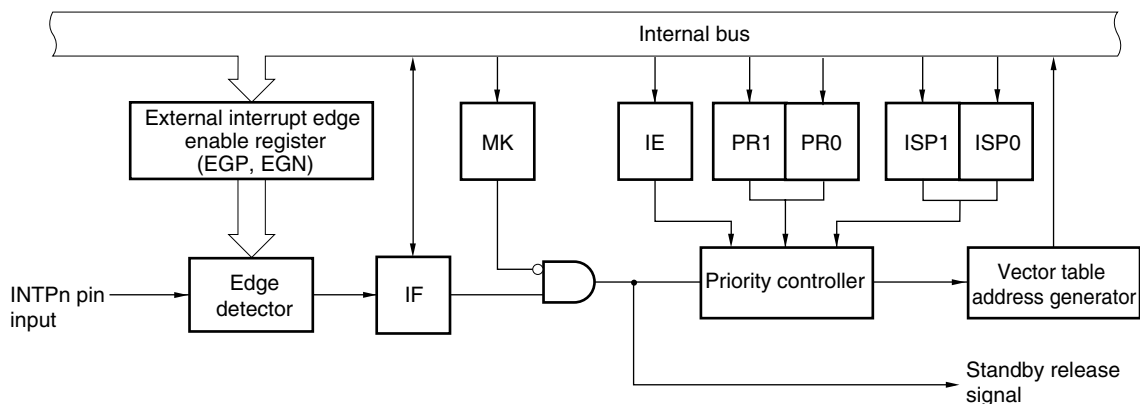 Internal bus
External interrupt edge
enable register
(EGP, EGN)
MK
IE
PR1
PR0
ISP1
ISP0
INTPn pin
input
Edge
detector
IF
Priority controller
Vector table
address generator
Standby release
signal